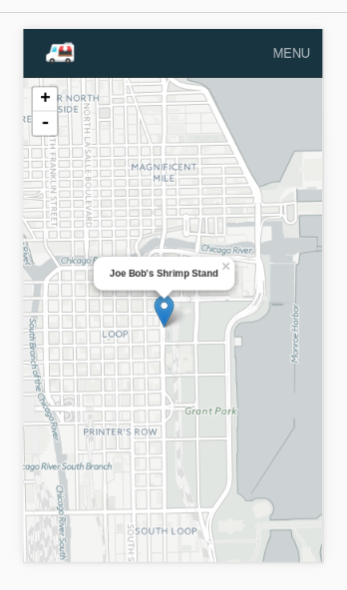 MENU
+
-
R NORTH
SIDE
RE
NORTH LA SALLE BOULEVARD
TH FRANKLIN STREET
MAGNIFICENT
MILE
Chicago River
Chicago R
Joe Bob's Shrimp Stand
×
LOOP
Monroe Harbor
South Branch of the Chicago River
Grant Park
PRINTER'S ROW
cago River South Branch
Chicago River South
SOUTH LOOP
SOUTH S